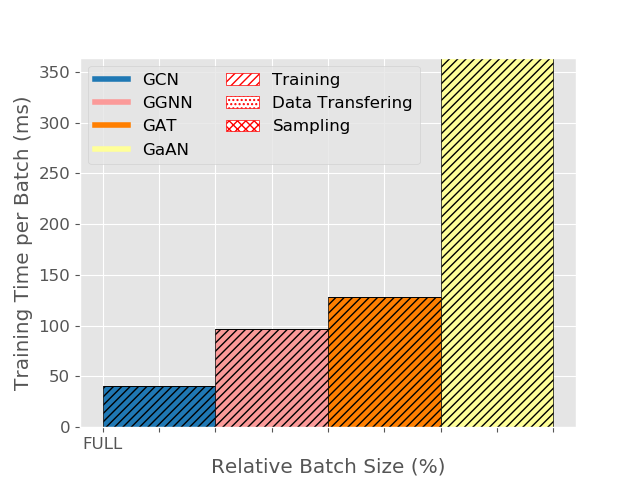 Training Time per Batch (ms)
350
300
250
200
150
100
50
0
GCN
GGNN
GAT
GaAN
Training
Data Transfering
Sampling
FULL
Relative Batch Size (%)